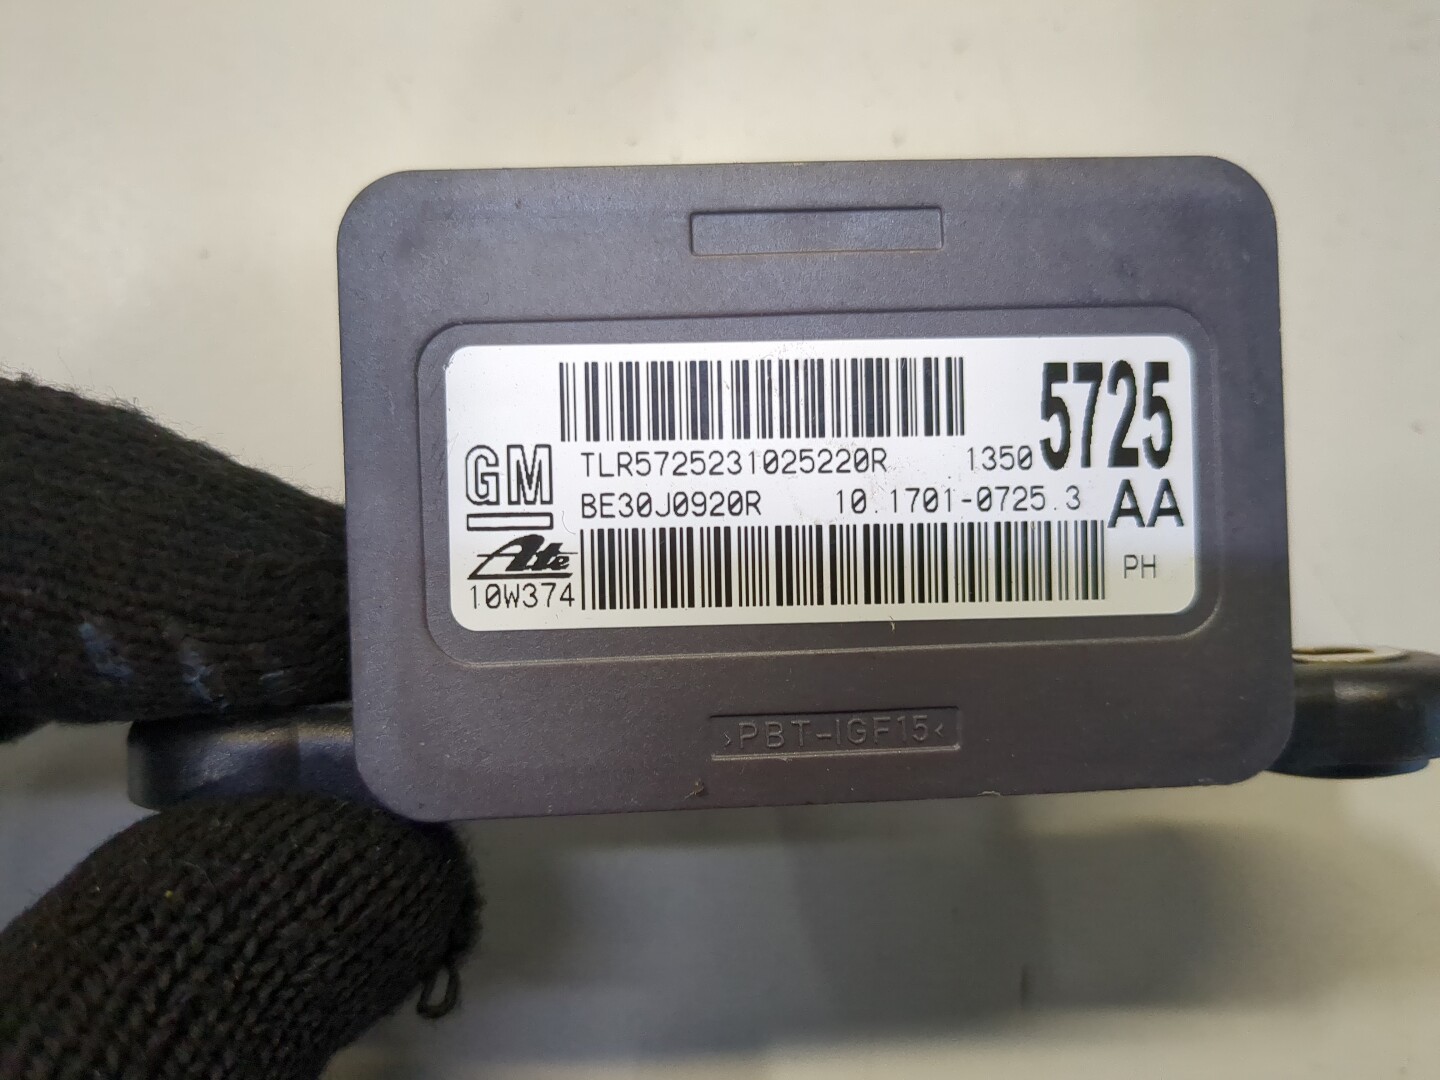 5725
GM
TLR5725231025220R 1350
BE30J0920R 10.1701-0725.3 AA
Ate
10W374
PH
>PBT-IGF15<